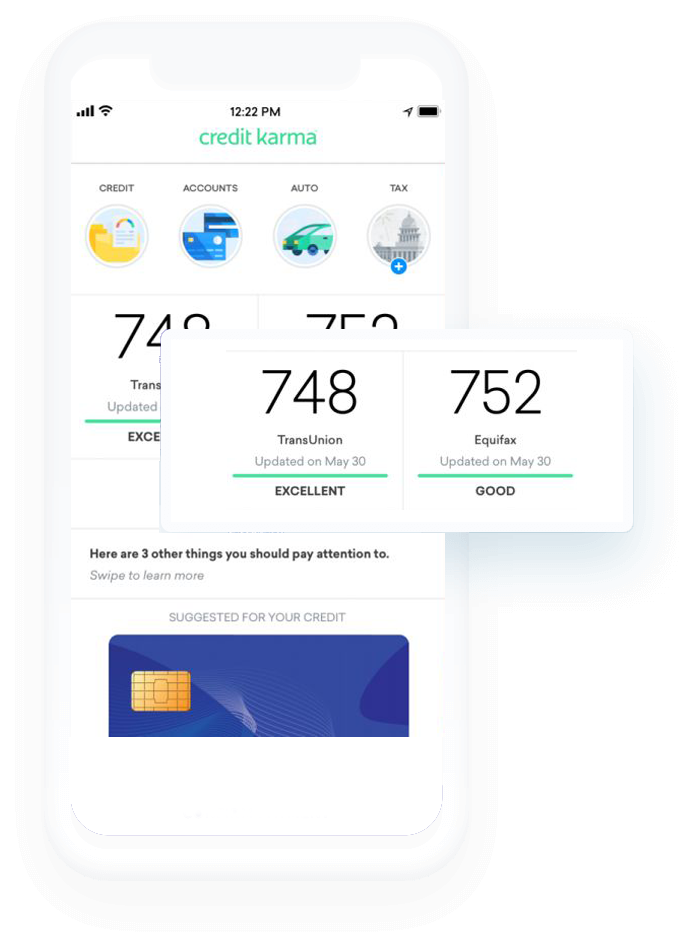 12:22 PM
credit karma
CREDIT ACCOUNTS AUTO TAX
748 752
Trans
Updated
EXCE
748 752
TransUnion Equifax
Updated on May 30 Updated on May 30
EXCELLENT GOOD
Here are 3 other things you should pay attention to.
Swipe to learn more
SUGGESTED FOR YOUR CREDIT